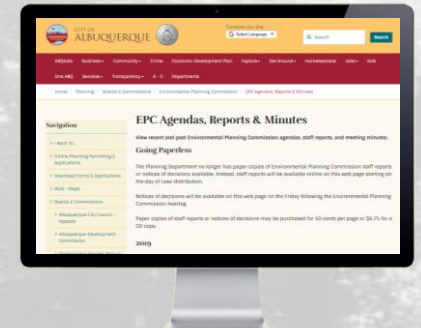 CITY OF
ALBUQUERQUE
Translate Our Site
Select Language
Search
Search
ABQ311 Business Community Crime Economic Development Plan Explore Get Around Homelessness Jobs Kids
One ABQ Services Transparency A - Z Departments
Home / Planning / Boards & Commissions / Environmental Planning Commission / EPC Agendas, Reports & Minutes
Navigation
> I Want To...
> Online Planning Permitting & Applications
> Download Forms & Applications
> AGIS - Maps
> Boards & Commissions
> Albuquerque City Council - Appeals
> Albuquerque Development Commission
EPC Agendas, Reports & Minutes
View recent and past Environmental Planning Commission agendas, staff reports, and meeting minutes.
Going Paperless
The Planning Department no longer has paper copies of Environmental Planning Commission staff reports
or notices of decisions available. Instead, staff reports will be available online on this web page starting on
the day of case distribution.
Notices of decisions will be available on this web page on the Friday following the Environmental Planning
Commission hearing.
Paper copies of staff reports or notices of decisions may be purchased for 50 cents per page or $6.71 for a
CD copy.
2019